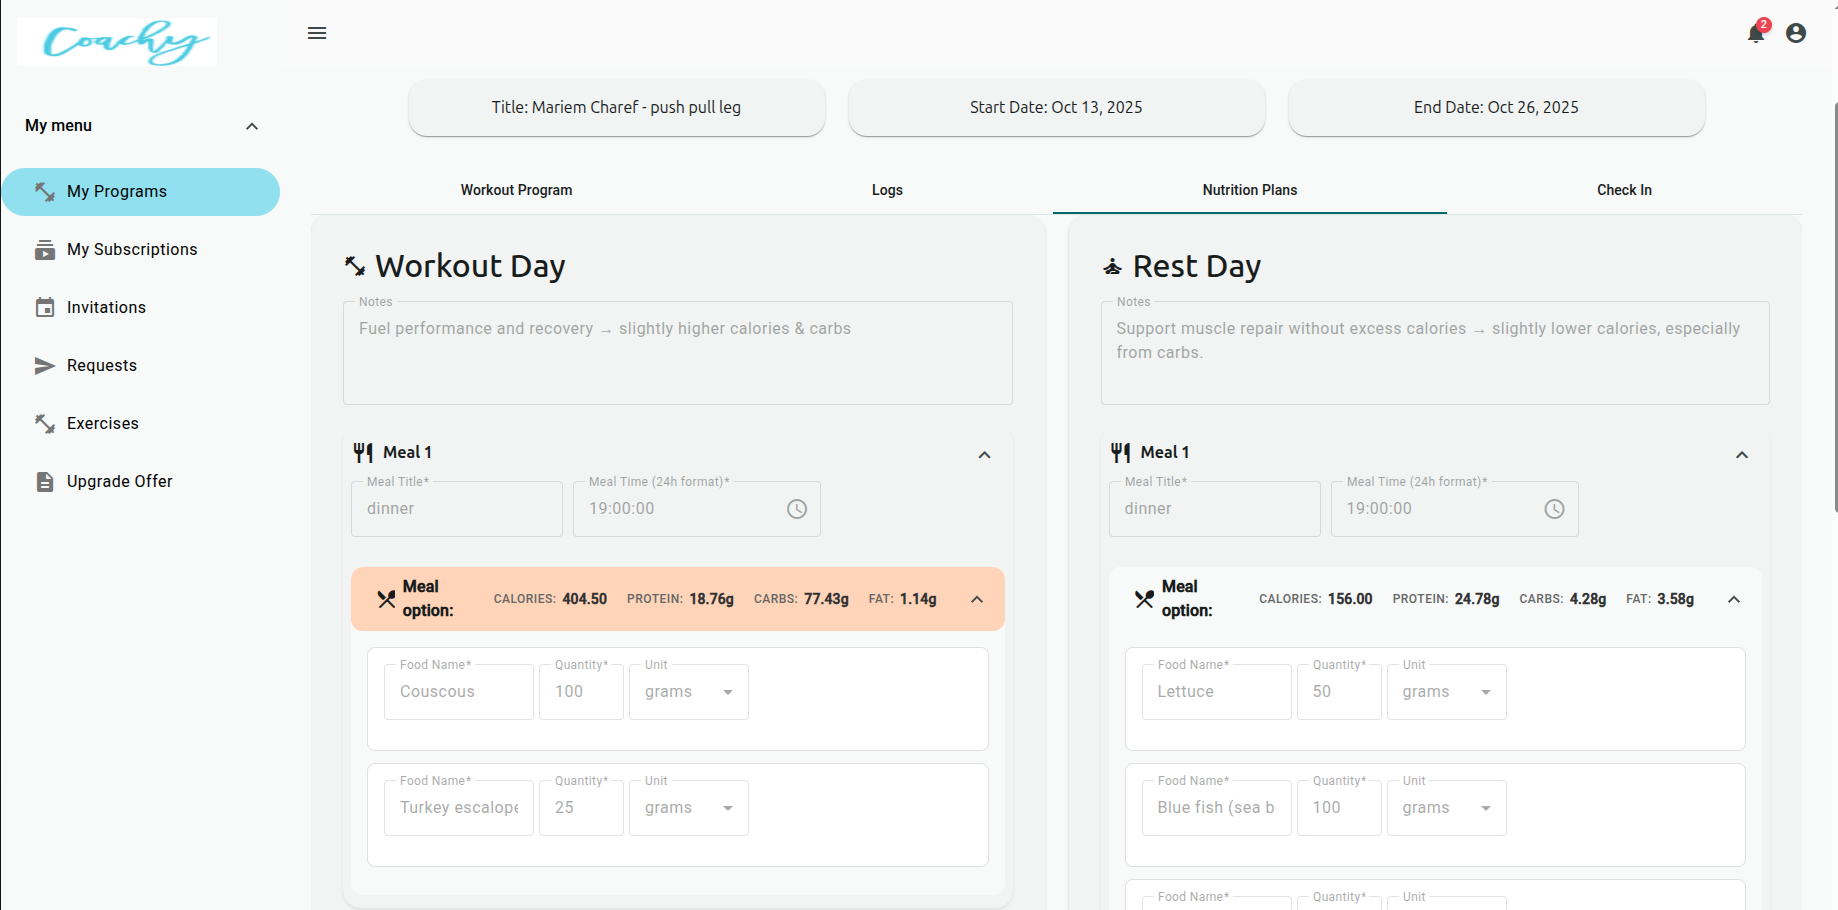 Coachy
2
My menu
My Programs
My Subscriptions
Invitations
Requests
Exercises
Upgrade Offer
Title: Mariem Charef - push pull leg
Start Date: Oct 13, 2025
End Date: Oct 26, 2025
Workout Program
Logs
Nutrition Plans
Check In
Workout Day
Notes
Fuel performance and recovery → slightly higher calories & carbs
Meal 1
Meal Title*
dinner
Meal Time (24h format)*
19:00:00
Meal
option:
CALORIES: 404.50 PROTEIN: 18.76g CARBS: 77.43g FAT: 1.14g
Food Name*
Couscous
Quantity*
100
Unit
grams
Food Name*
Turkey escalope
Quantity*
25
Unit
grams
Rest Day
Notes
Support muscle repair without excess calories → slightly lower calories, especially
from carbs.
Meal 1
Meal Title*
dinner
Meal Time (24h format)*
19:00:00
Meal
option:
CALORIES: 156.00 PROTEIN: 24.78g CARBS: 4.28g FAT: 3.58g
Food Name*
Lettuce
Quantity*
50
Unit
grams
Food Name*
Blue fish (sea b
Quantity*
100
Unit
grams
Food Name*
Quantity*
Unit